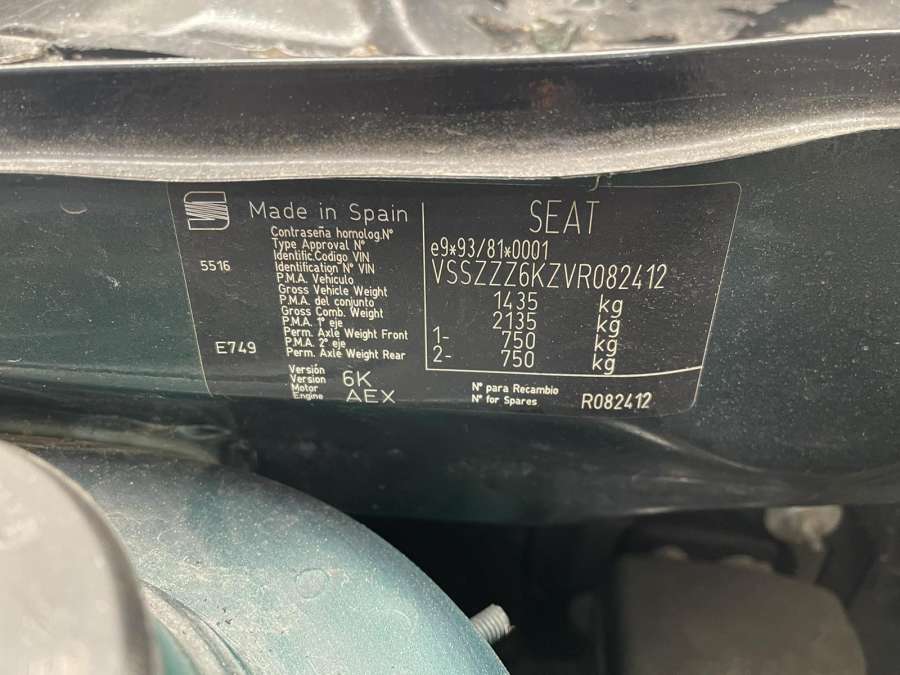 Made in Spain
Contraseña homolog.Nº
Type Approval Nº
Identific.Codigo VIN
Identification Nº VIN
P.M.A. Vehiculo
Gross Vehicle Weight
P.M.A. del conjunto
Gross Comb. Weight
P.M.A. 1º eje
Perm. Axle Weight Front
P.M.A. 2º eje
Perm. Axle Weight Rear
5516
E749
Versión
Version 6K
Motor
Engine AEX
SEAT
e9*93/81*0001
VSSZZZ6KZVR082412
1435 kg
2135 kg
1- 750 kg
2- 750 kg
Nº para Recambio
Nº for Spares R082412